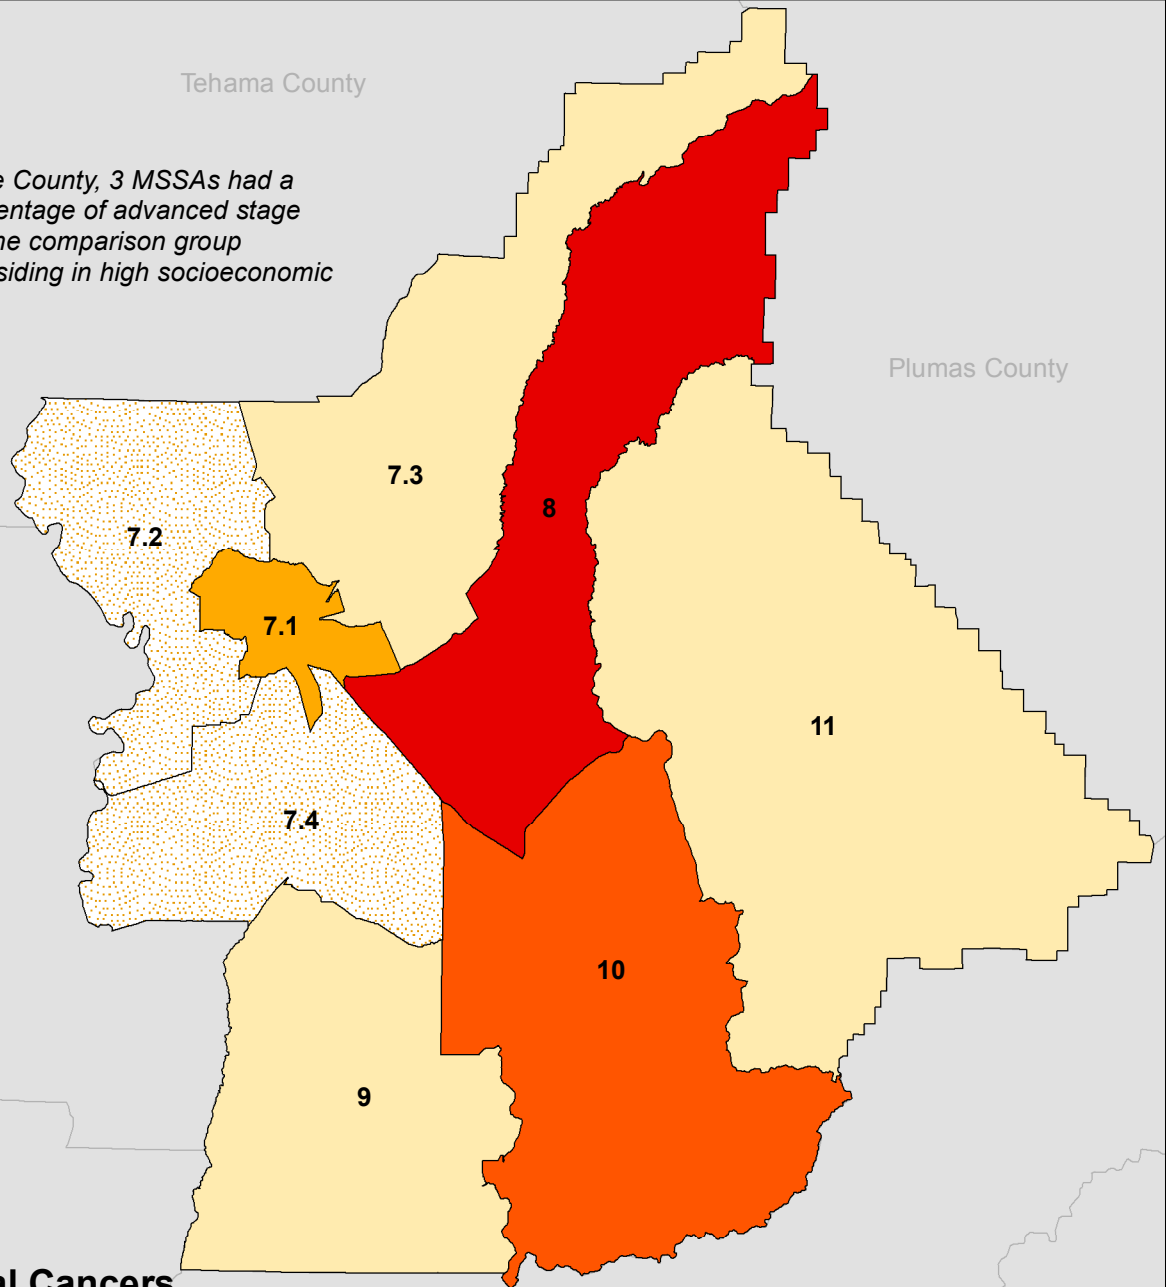 Tehama County
e County, 3 MSSAs had a
entage of advanced stage
he comparison group
siding in high socioeconomic
Plumas County
7.3
8
7.2
7.1
11
7.4
10
9
al Cancers